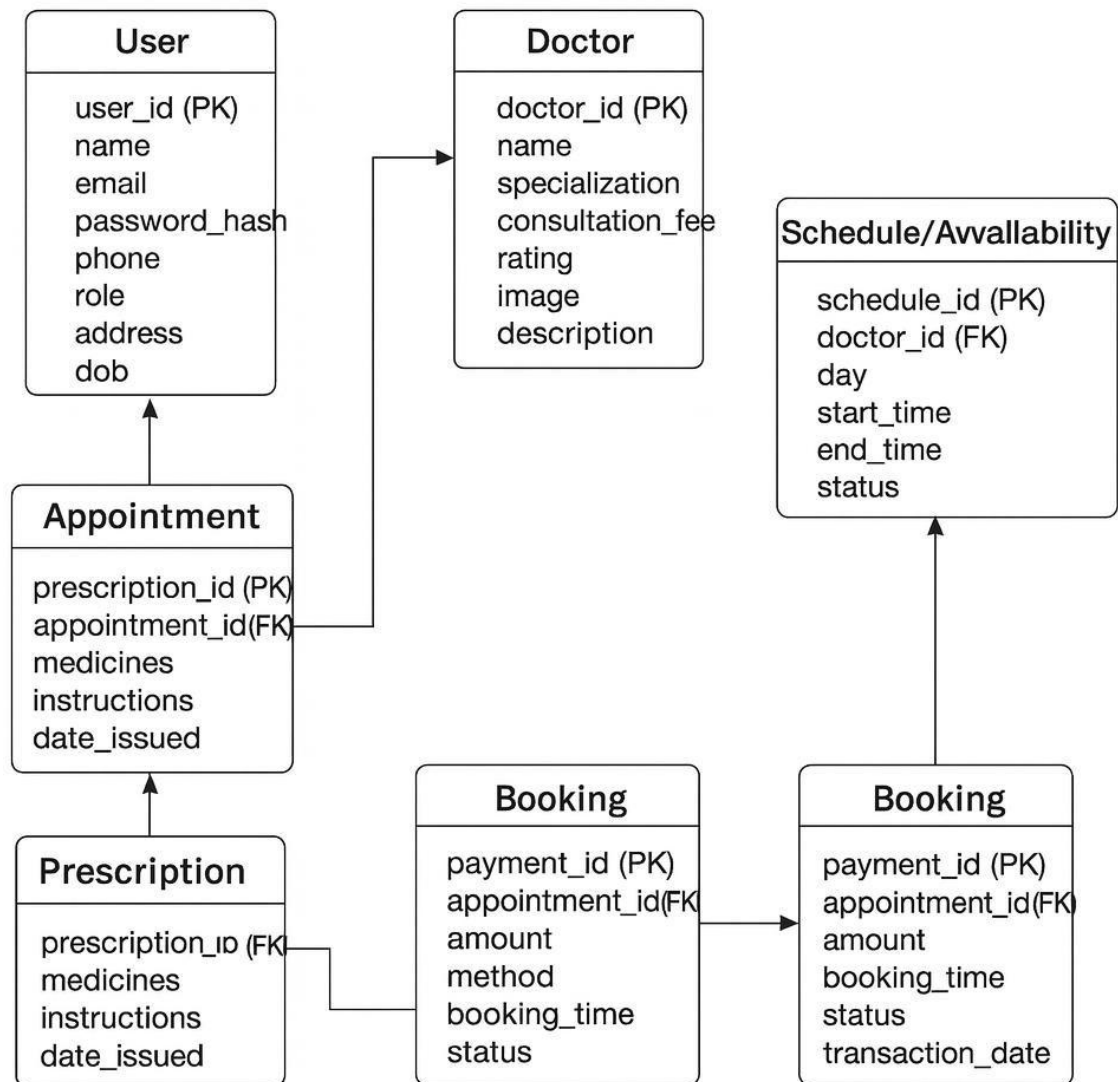 User
user_id (PK)
name
email
password_hash
phone
role
address
dob
Doctor
doctor_id (PK)
name
specialization
consultation_fee
rating
image
description
Schedule/Avvallability
schedule_id (PK)
doctor_id (FK)
day
start_time
end_time
status
Appointment
prescription_id (PK)
appointment_id(FK)
medicines
instructions
date_issued
Prescription
prescription_ıD (FK)
medicines
instructions
date_issued
Booking
payment_id (PK)
appointment_id(FK)
amount
method
booking_time
status
Booking
payment_id (PK)
appointment_id(FK)
amount
booking_time
status
transaction_date